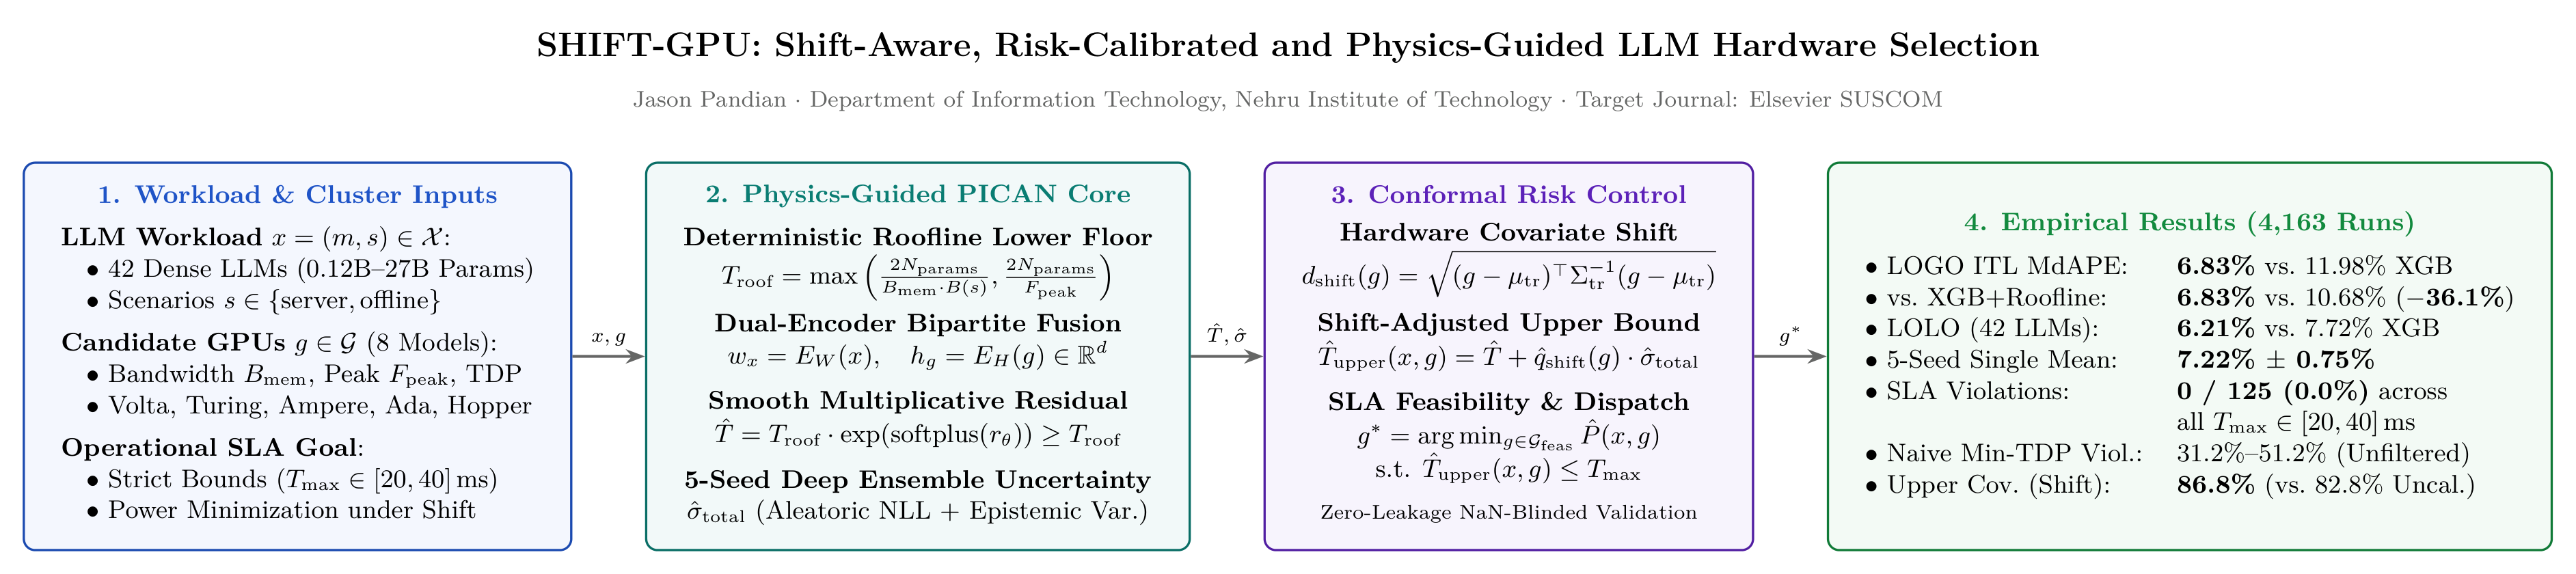 SHIFT-GPU: Shift-Aware, Risk-Calibrated and Physics-Guided LLM Hardware Selection
Jason Pandian · Department of Information Technology, Nehru Institute of Technology · Target Journal: Elsevier SUSCOM
1. Workload & Cluster Inputs
LLM Workload x = (m, s) ∈ 𝒳:
• 42 Dense LLMs (0.12B–27B Params)
• Scenarios s ∈ {server, offline}
Candidate GPUs g ∈ 𝒢 (8 Models):
• Bandwidth B_mem, Peak F_peak, TDP
• Volta, Turing, Ampere, Ada, Hopper
Operational SLA Goal:
• Strict Bounds (T_max ∈ [20, 40] ms)
• Power Minimization under Shift
x, g
2. Physics-Guided PICAN Core
Deterministic Roofline Lower Floor
T_roof = max(2N_params / B_mem·B(s), 2N_params / F_peak)
Dual-Encoder Bipartite Fusion
w_x = E_W(x), h_g = E_H(g) ∈ ℝ^d
Smooth Multiplicative Residual
T̂ = T_roof · exp(softplus(r_θ)) ≥ T_roof
5-Seed Deep Ensemble Uncertainty
σ̂_total (Aleatoric NLL + Epistemic Var.)
T̂, σ̂
3. Conformal Risk Control
Hardware Covariate Shift
d_shift(g) = √((g − μ_tr)^⊤ Σ_tr^−1 (g − μ_tr))
Shift-Adjusted Upper Bound
T̂_upper(x, g) = T̂ + q̂_shift(g) · σ̂_total
SLA Feasibility & Dispatch
g* = arg min_{g∈𝒢_feas} P̂(x, g)
s.t. T̂_upper(x, g) ≤ T_max
Zero-Leakage NaN-Blinded Validation
g*
4. Empirical Results (4,163 Runs)
• LOGO ITL MdAPE: 6.83% vs. 11.98% XGB
• vs. XGB+Roofline: 6.83% vs. 10.68% (−36.1%)
• LOLO (42 LLMs): 6.21% vs. 7.72% XGB
• 5-Seed Single Mean: 7.22% ± 0.75%
• SLA Violations: 0 / 125 (0.0%) across
all T_max ∈ [20, 40] ms
• Naive Min-TDP Viol.: 31.2%–51.2% (Unfiltered)
• Upper Cov. (Shift): 86.8% (vs. 82.8% Uncal.)